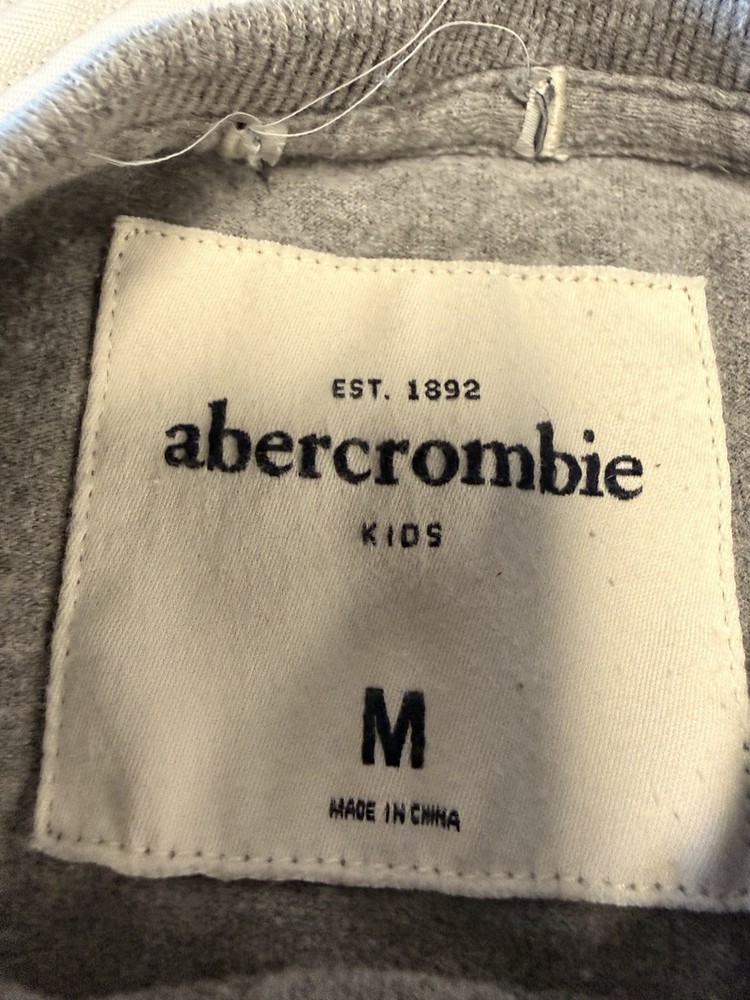 EST. 1892
abercrombie
KIDS
M
MADE IN CHINA